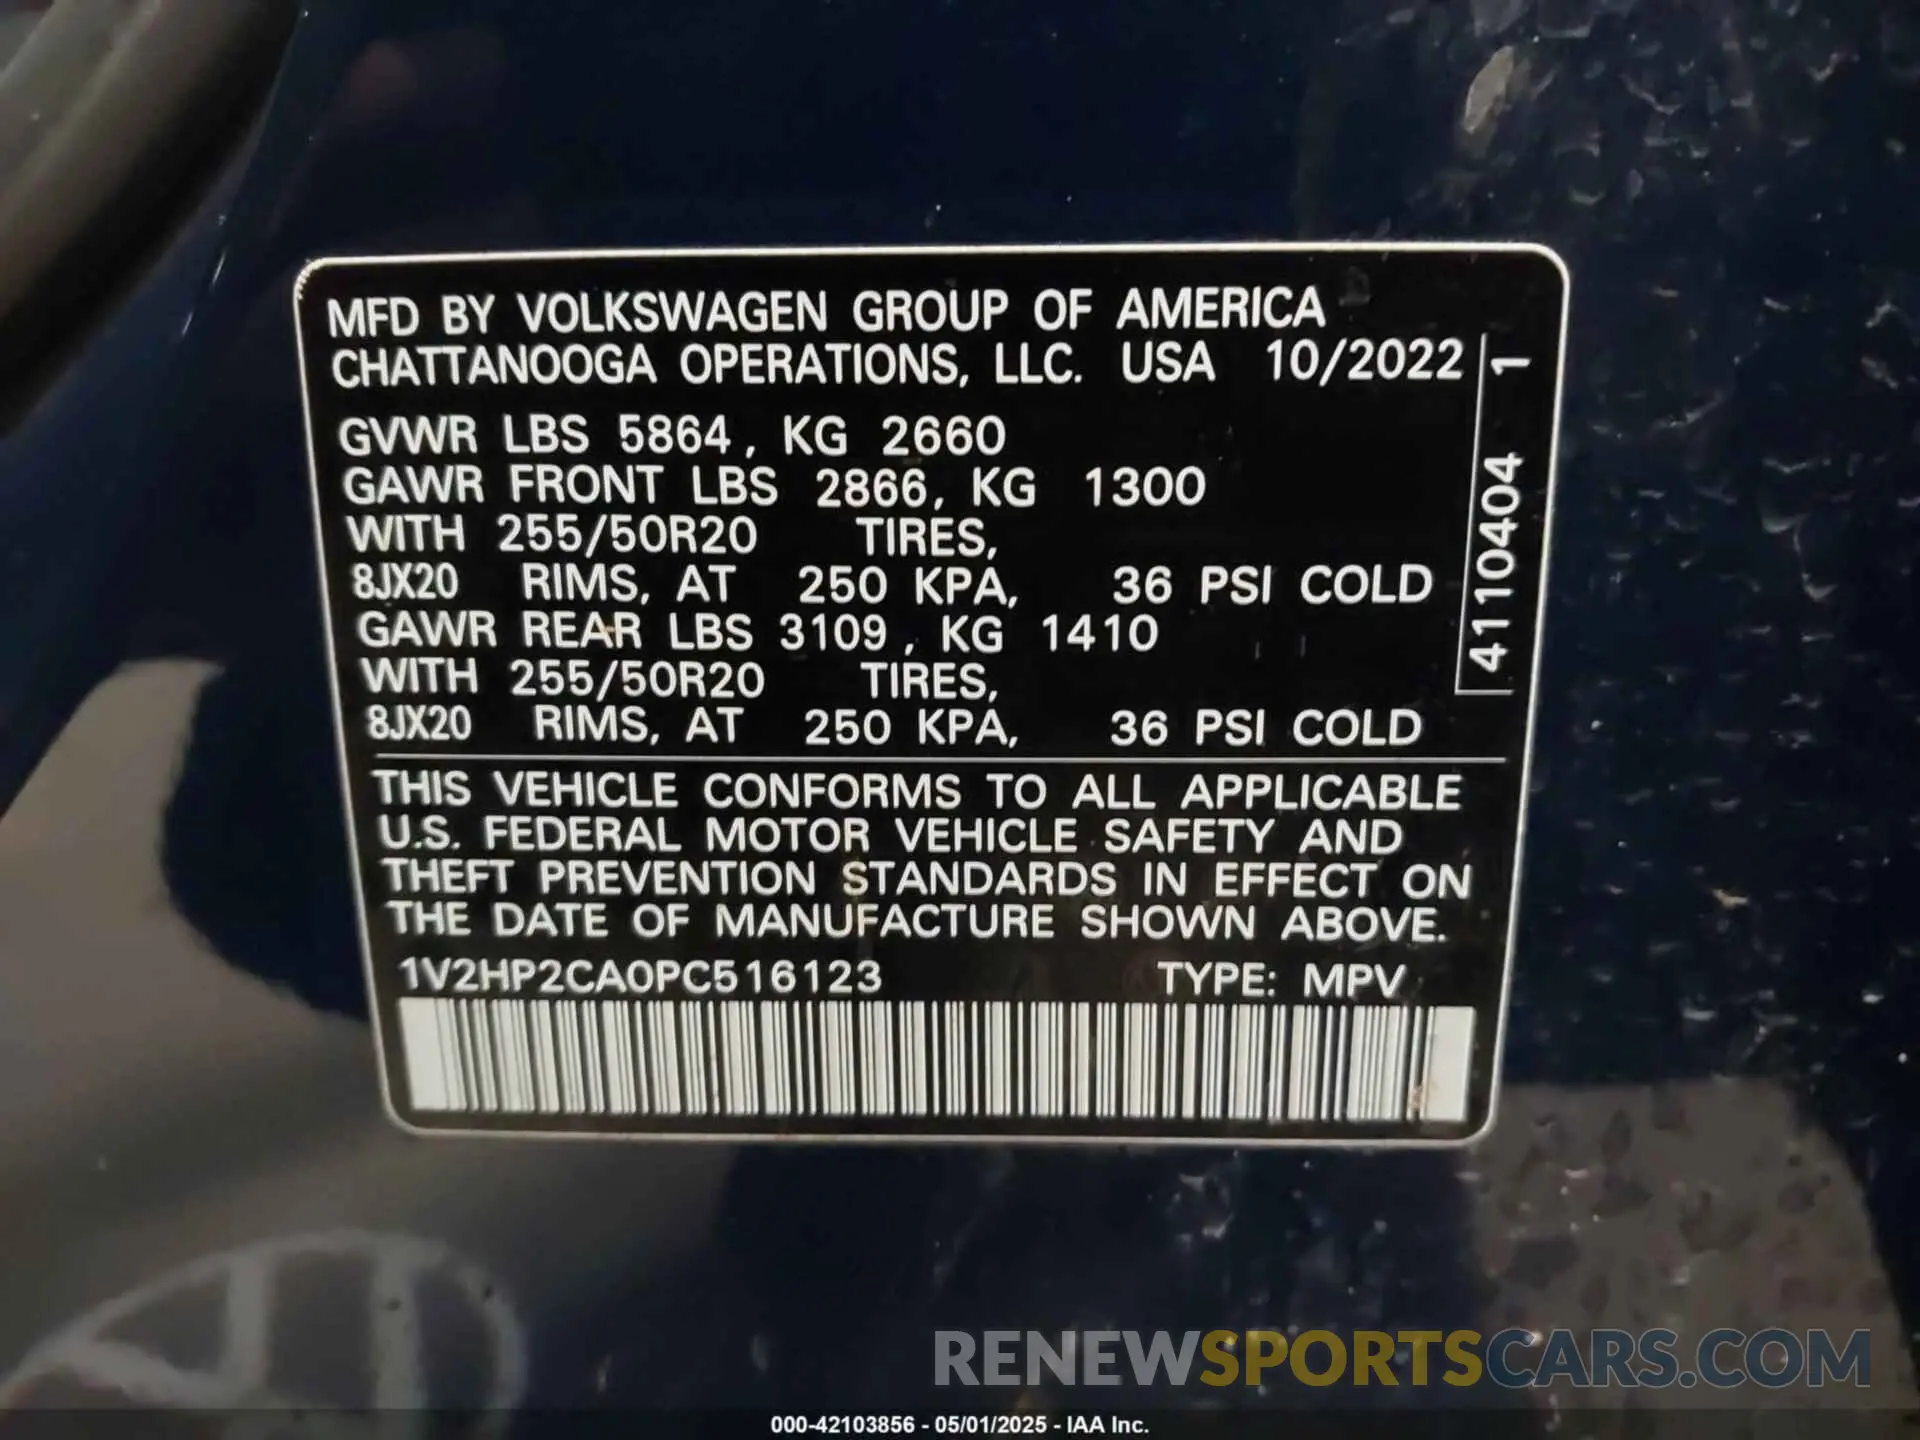 MFD BY VOLKSWAGEN GROUP OF AMERICA
CHATTANOOGA OPERATIONS, LLC. USA 10/2022
GVWR LBS 5864, KG 2660
GAWR FRONT LBS 2866, KG 1300
WITH 255/50R20 TIRES,
8JX20 RIMS, AT 250 KPA, 36 PSI COLD
GAWR REAR LBS 3109, KG 1410
WITH 255/50R20 TIRES,
8JX20 RIMS, AT 250 KPA, 36 PSI COLD
4110404 1
THIS VEHICLE CONFORMS TO ALL APPLICABLE
U.S. FEDERAL MOTOR VEHICLE SAFETY AND
THEFT PREVENTION STANDARDS IN EFFECT ON
THE DATE OF MANUFACTURE SHOWN ABOVE.
1V2HP2CA0PC516123 TYPE: MPV
RENEWSPORTSCARS.COM
000-42103856 - 05/01/2025 - IAA Inc.